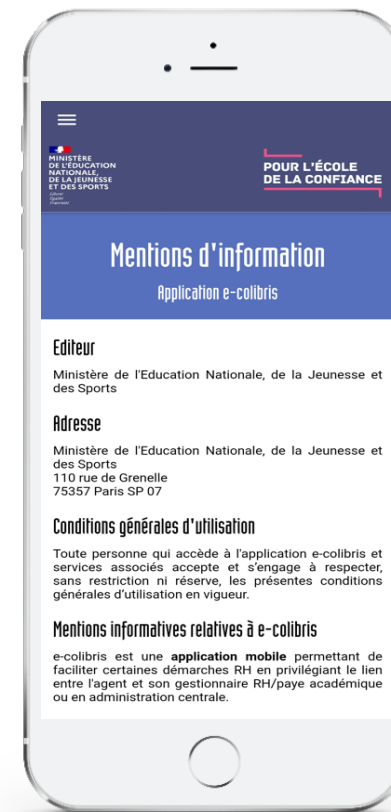 MINISTÈRE
DE L'ÉDUCATION
NATIONALE,
DE LA JEUNESSE
ET DES SPORTS
Liberté
Égalité
Fraternité
POUR L'ÉCOLE
DE LA CONFIANCE
Mentions d'information
Application e-colibris
Editeur
Ministère de l'Education Nationale, de la Jeunesse et
des Sports
Adresse
Ministère de l'Education Nationale, de la Jeunesse et
des Sports
110 rue de Grenelle
75357 Paris SP 07
Conditions générales d'utilisation
Toute personne qui accède à l'application e-colibris et
services associés accepte et s'engage à respecter,
sans restriction ni réserve, les présentes conditions
générales d'utilisation en vigueur.
Mentions informatives relatives à e-colibris
e-colibris est une application mobile permettant de
faciliter certaines démarches RH en privilégiant le lien
entre l'agent et son gestionnaire RH/paye académique
ou en administration centrale.